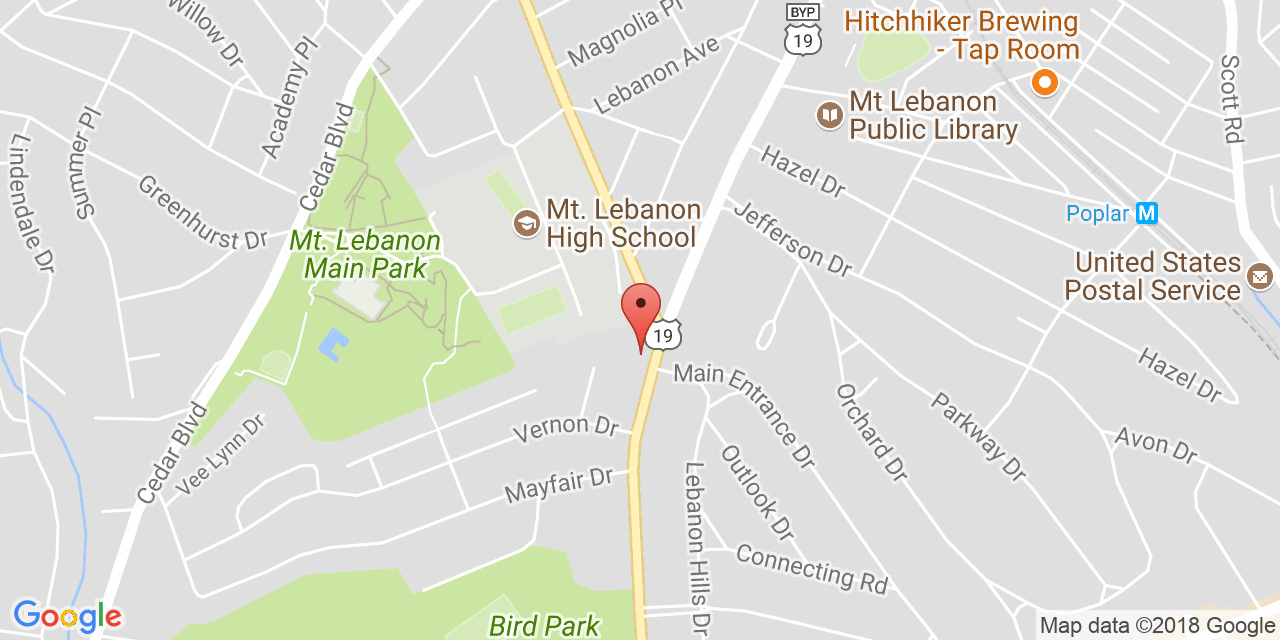 Willow Dr
Academy Pl
Magnolia Pl
Lebanon Ave
BYP
19
Hitchhiker Brewing
- Tap Room
Scott Rd
Mt Lebanon
Public Library
Cedar Blvd
Summer Pl
Lindendale Dr
Greenhurst Dr
Hazel Dr
Jefferson Dr
Poplar M
Mt. Lebanon
High School
Mt. Lebanon
Main Park
United States
Postal Service
19
Main Entrance Dr
Hazel Dr
Orchard Dr
Parkway Dr
Avon Dr
Cedar Blvd
Vee Lynn Dr
Vernon Dr
Mayfair Dr
Outlook Dr
Lebanon Hills Dr
Connecting Rd
Bird Park
Google
Map data ©2018 Google